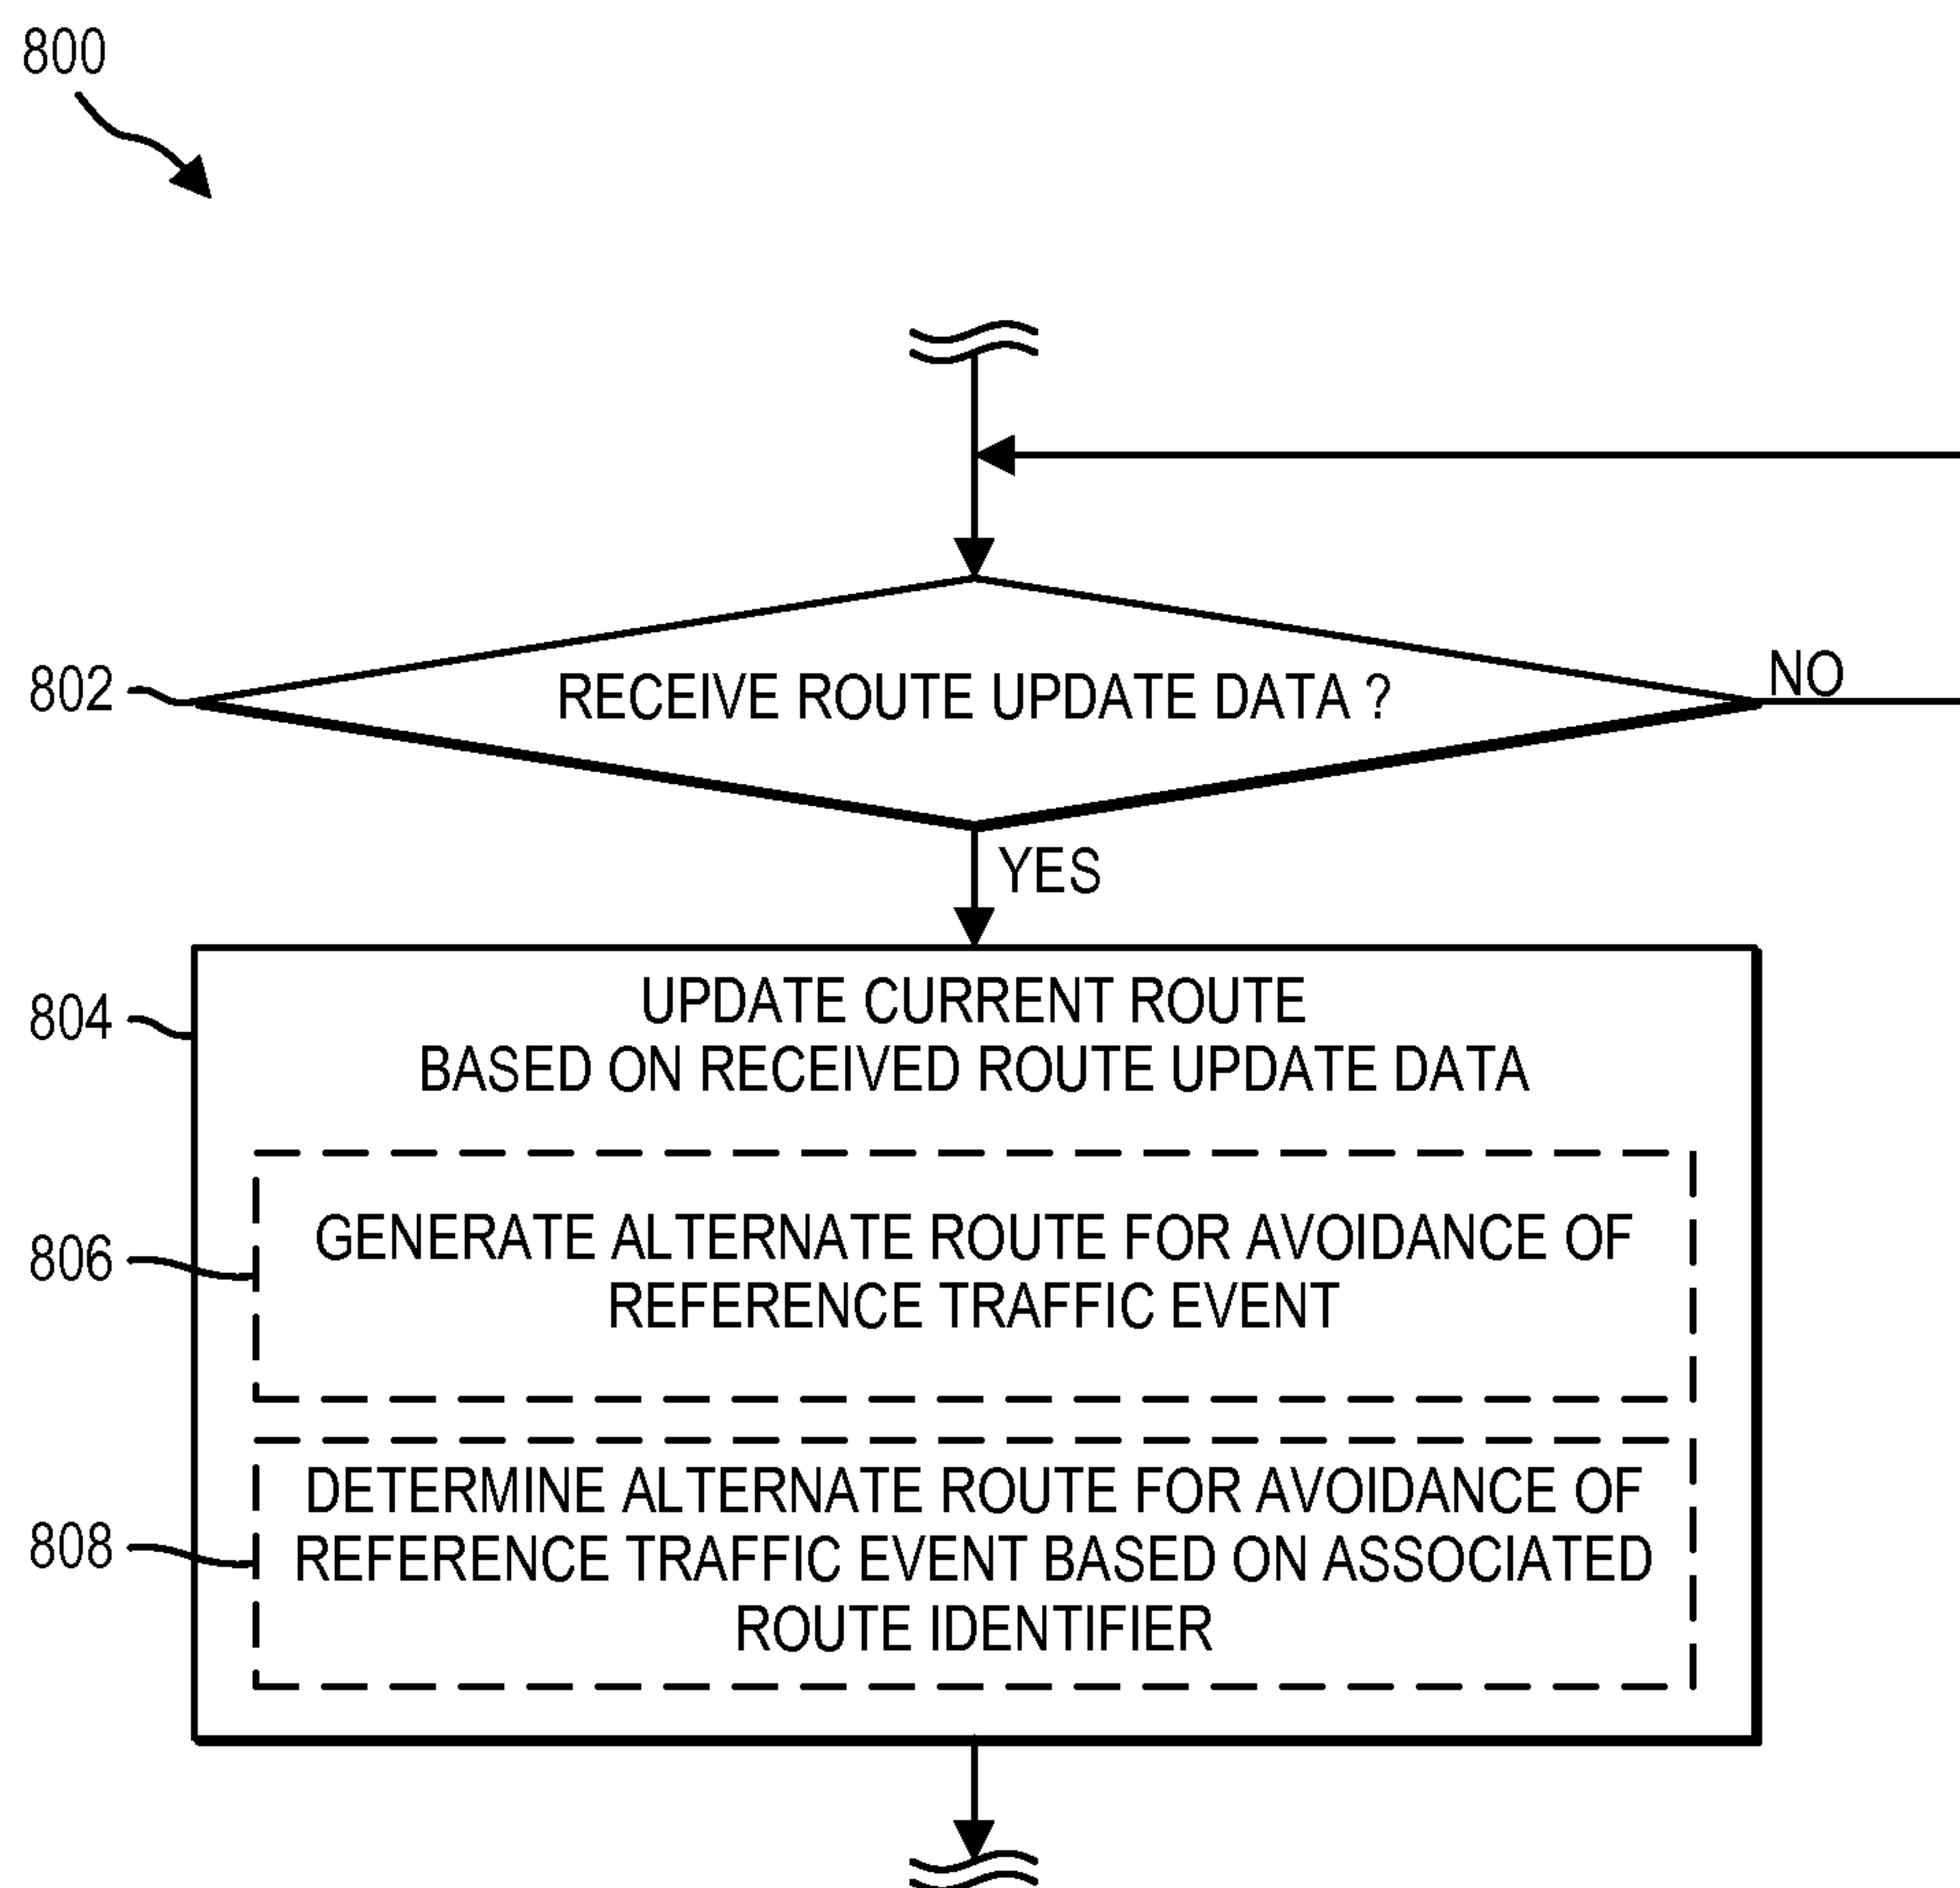 800
802
RECEIVE ROUTE UPDATE DATA ?
NO
YES
804
UPDATE CURRENT ROUTE
BASED ON RECEIVED ROUTE UPDATE DATA
806
GENERATE ALTERNATE ROUTE FOR AVOIDANCE OF
REFERENCE TRAFFIC EVENT
808
DETERMINE ALTERNATE ROUTE FOR AVOIDANCE OF
REFERENCE TRAFFIC EVENT BASED ON ASSOCIATED
ROUTE IDENTIFIER